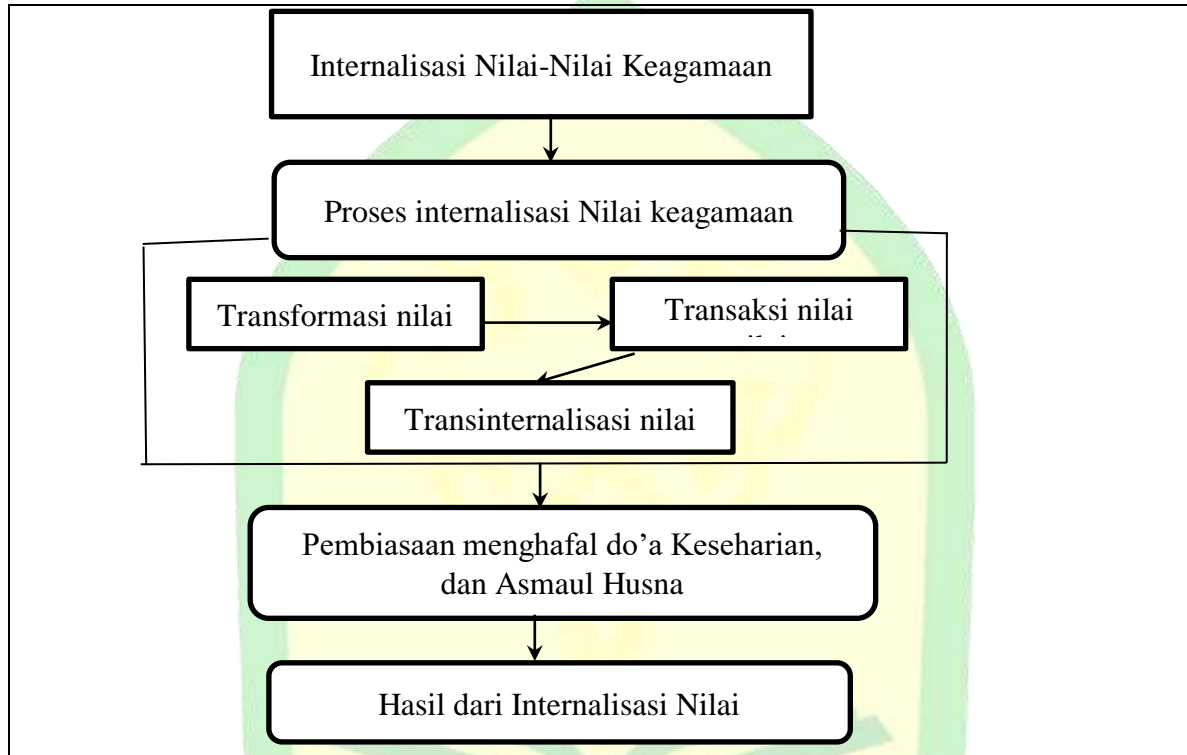 Internalisasi Nilai-Nilai Keagamaan
Proses internalisasi Nilai keagamaan
Transformasi nilai
Transaksi nilai
Transinternalisasi nilai
Pembiasaan menghafal do’a Keseharian,
dan Asmaul Husna
Hasil dari Internalisasi Nilai